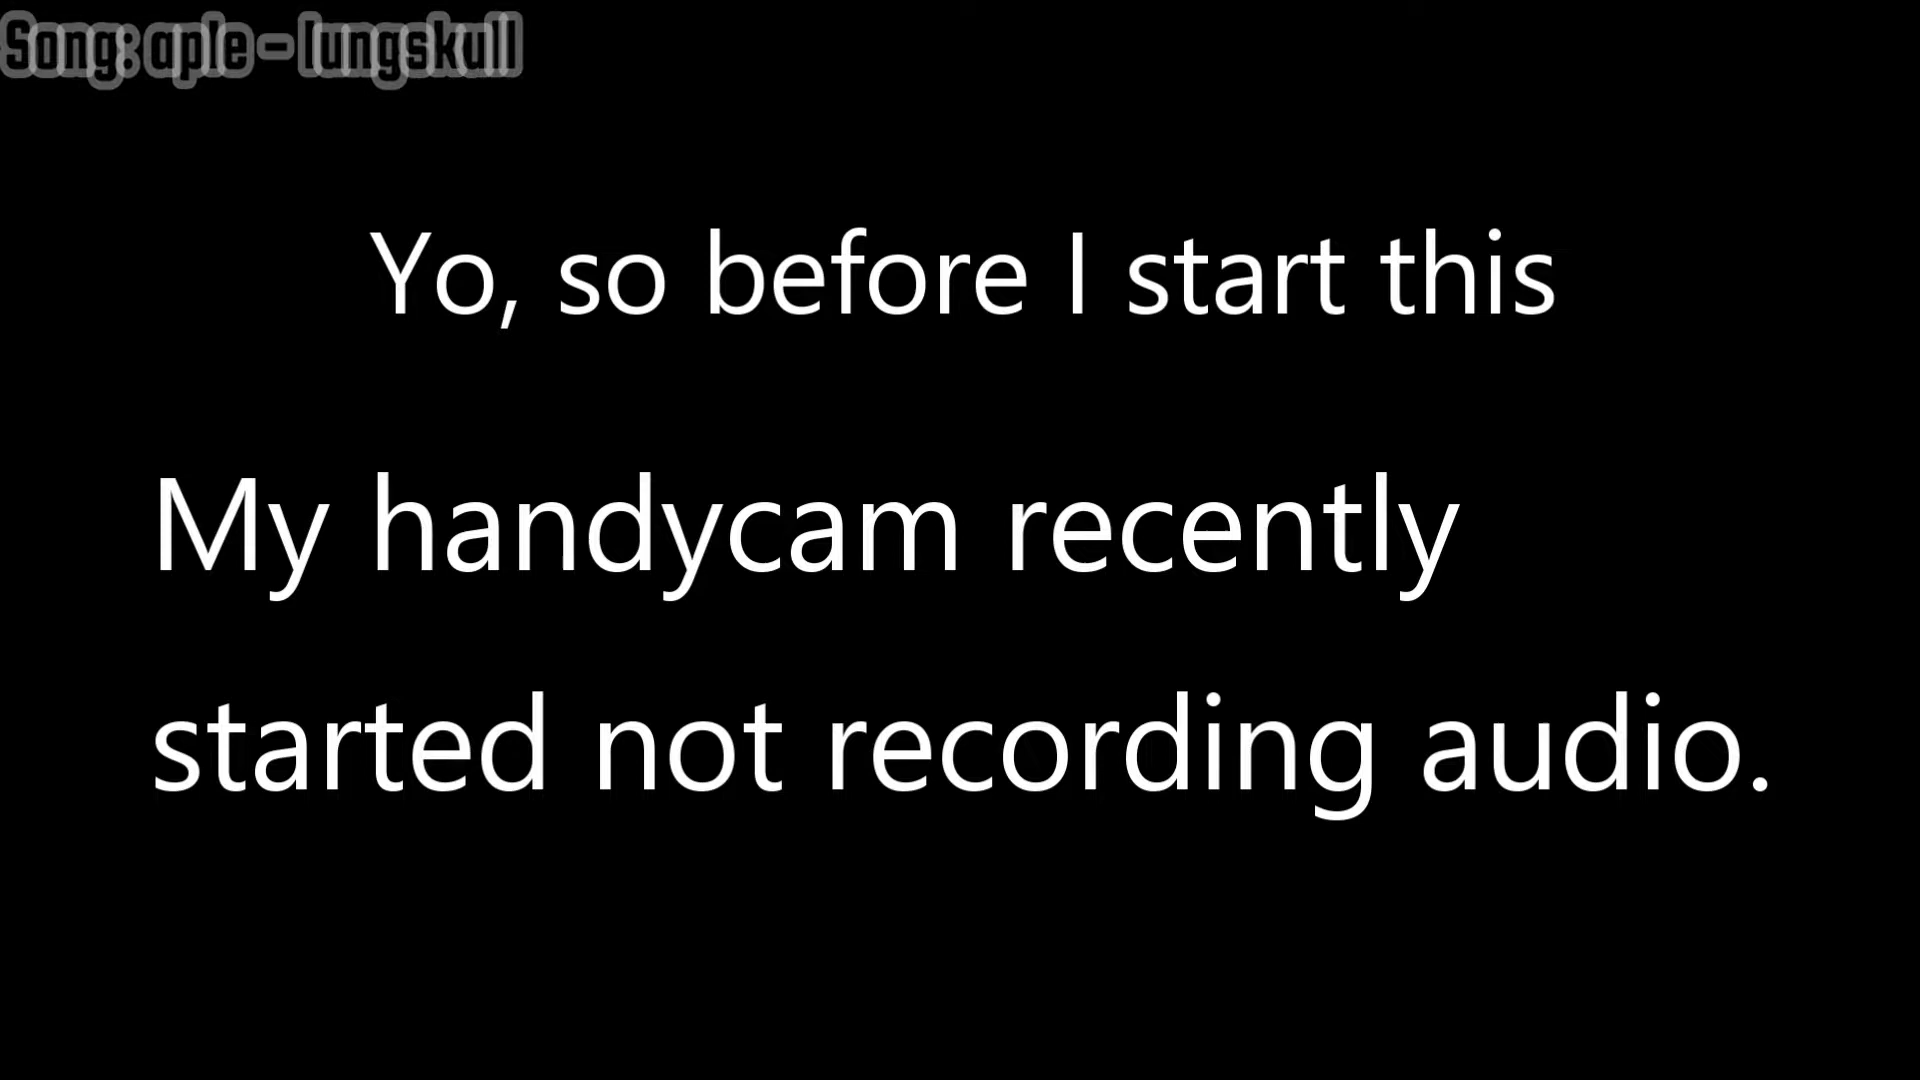 Song: aple - lungskull
Yo, so before I start this
My handycam recently
started not recording audio.